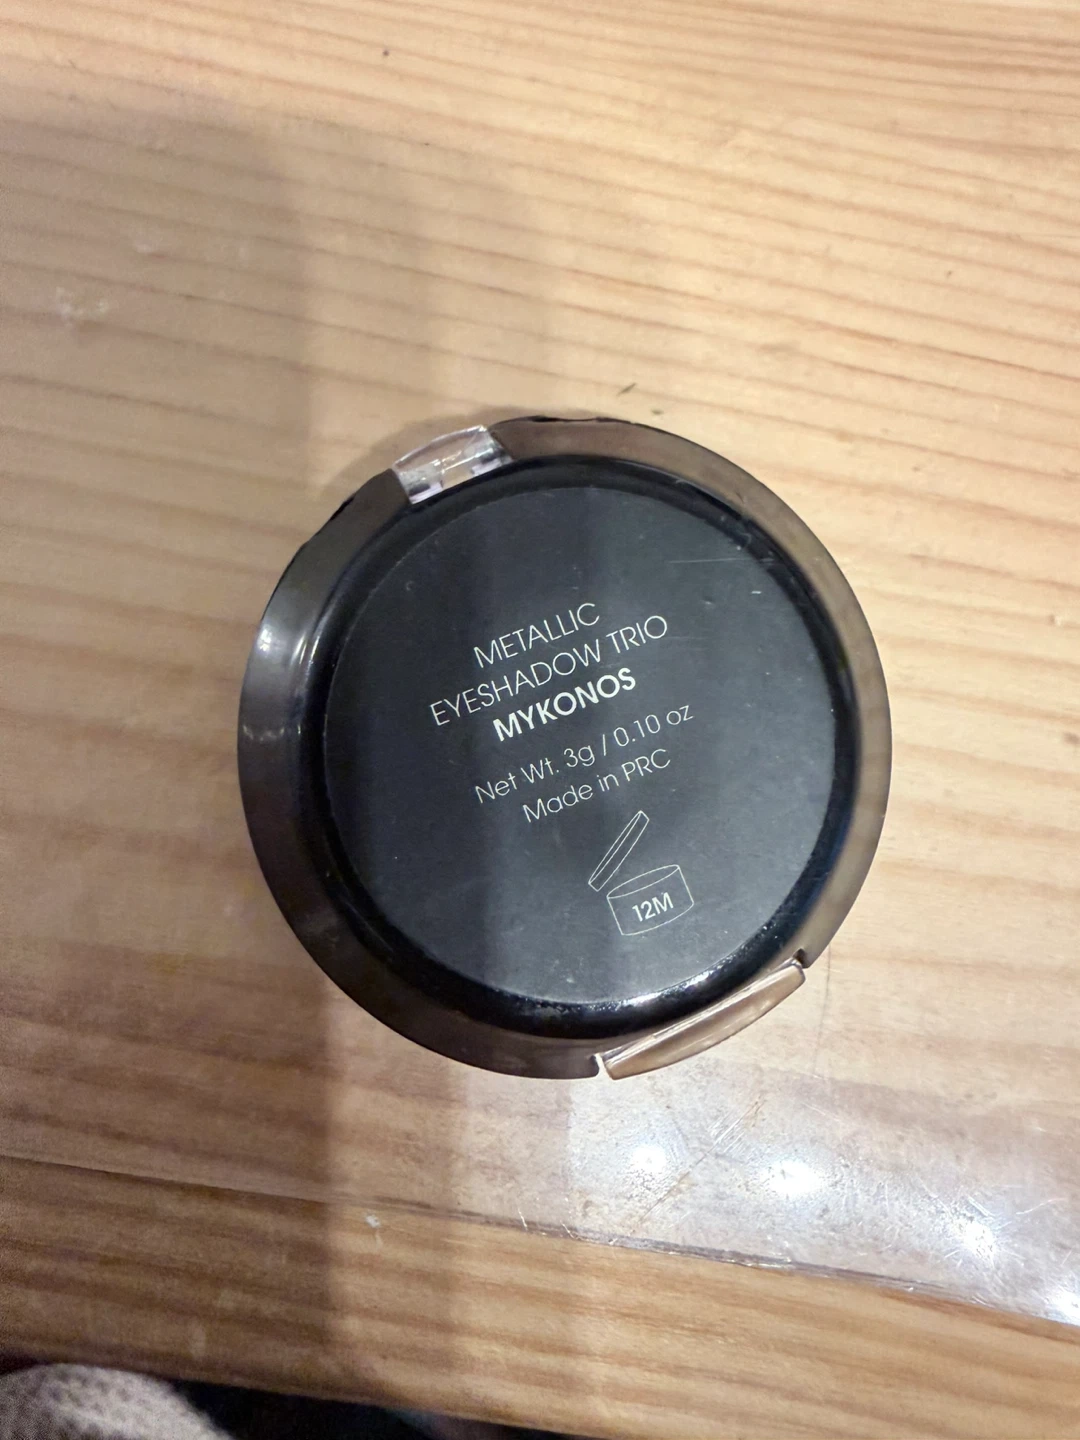 METALLIC
EYESHADOW TRIO
MYKONOS
Net Wt. 3g / 0.10 oz
Made in PRC
12M